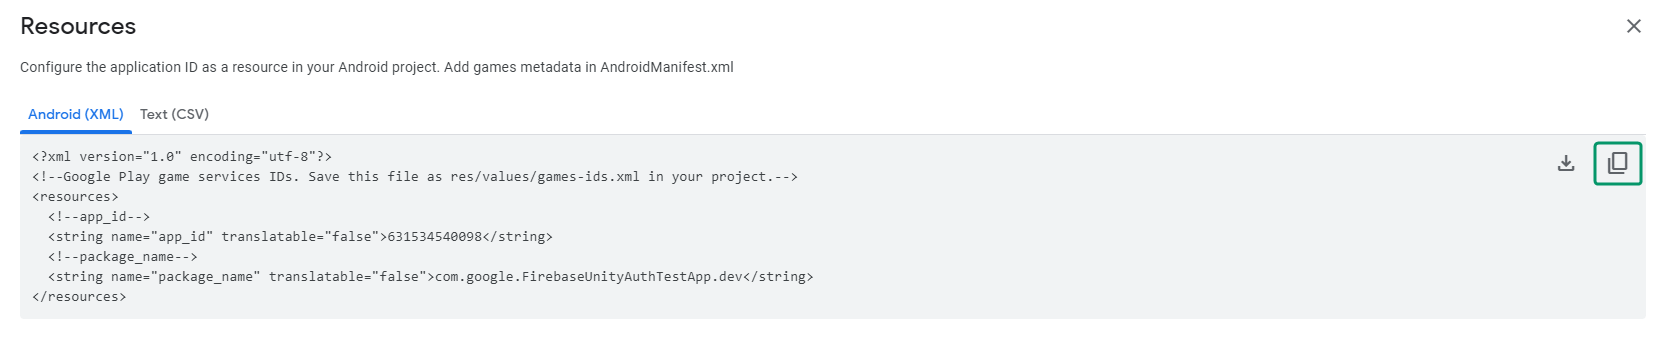 Resources
Configure the application ID as a resource in your Android project. Add games metadata in AndroidManifest.xml
Android (XML) Text (CSV)
<?xml version="1.0" encoding="utf-8"?>
<!--Google Play game services IDs. Save this file as res/values/games-ids.xml in your project.-->
<resources>
  <!--app_id-->
  <string name="app_id" translatable="false">631534540098</string>
  <!--package_name-->
  <string name="package_name" translatable="false">com.google.FirebaseUnityAuthTestApp.dev</string>
</resources>